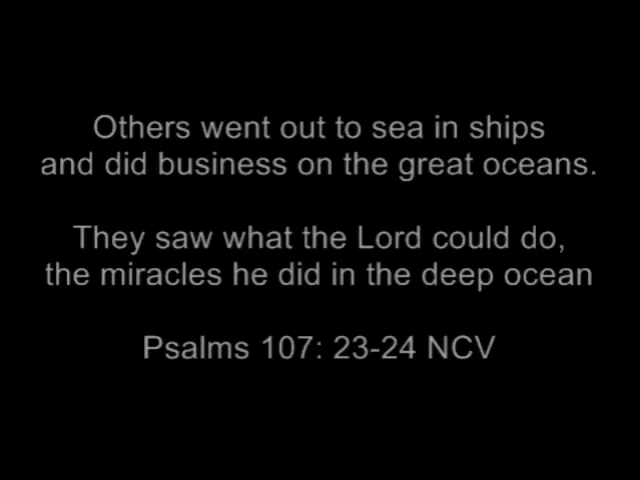 Others went out to sea in ships
and did business on the great oceans.
They saw what the Lord could do,
the miracles he did in the deep ocean
Psalms 107: 23-24 NCV